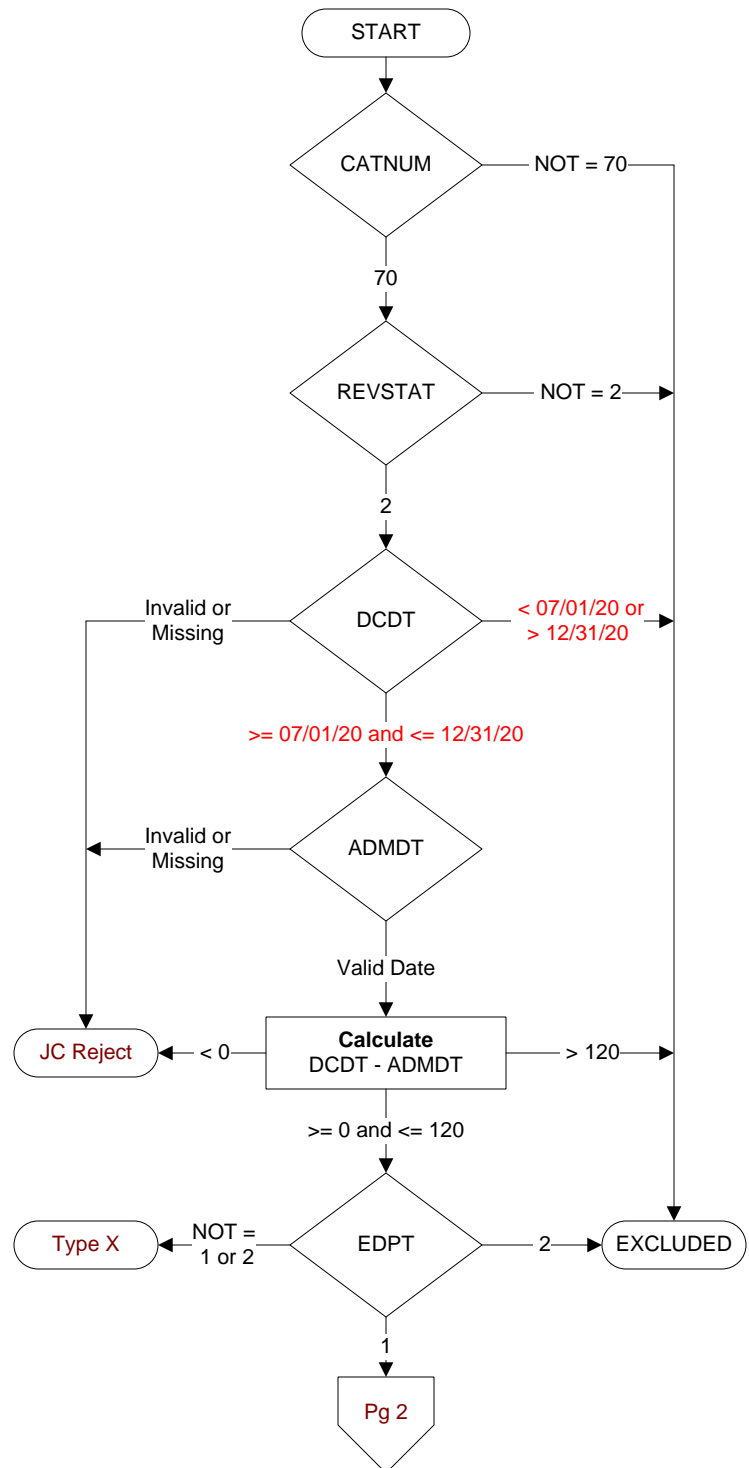 START
CATNUM
NOT = 70
70
REVSTAT
NOT = 2
2
Invalid or
Missing
DCDT
< 07/01/20 or
> 12/31/20
>= 07/01/20 and <= 12/31/20
Invalid or
Missing
ADMDT
Valid Date
JC Reject
< 0
Calculate
DCDT - ADMDT
> 120
>= 0 and <= 120
Type X
NOT =
1 or 2
EDPT
2
EXCLUDED
1
Pg 2